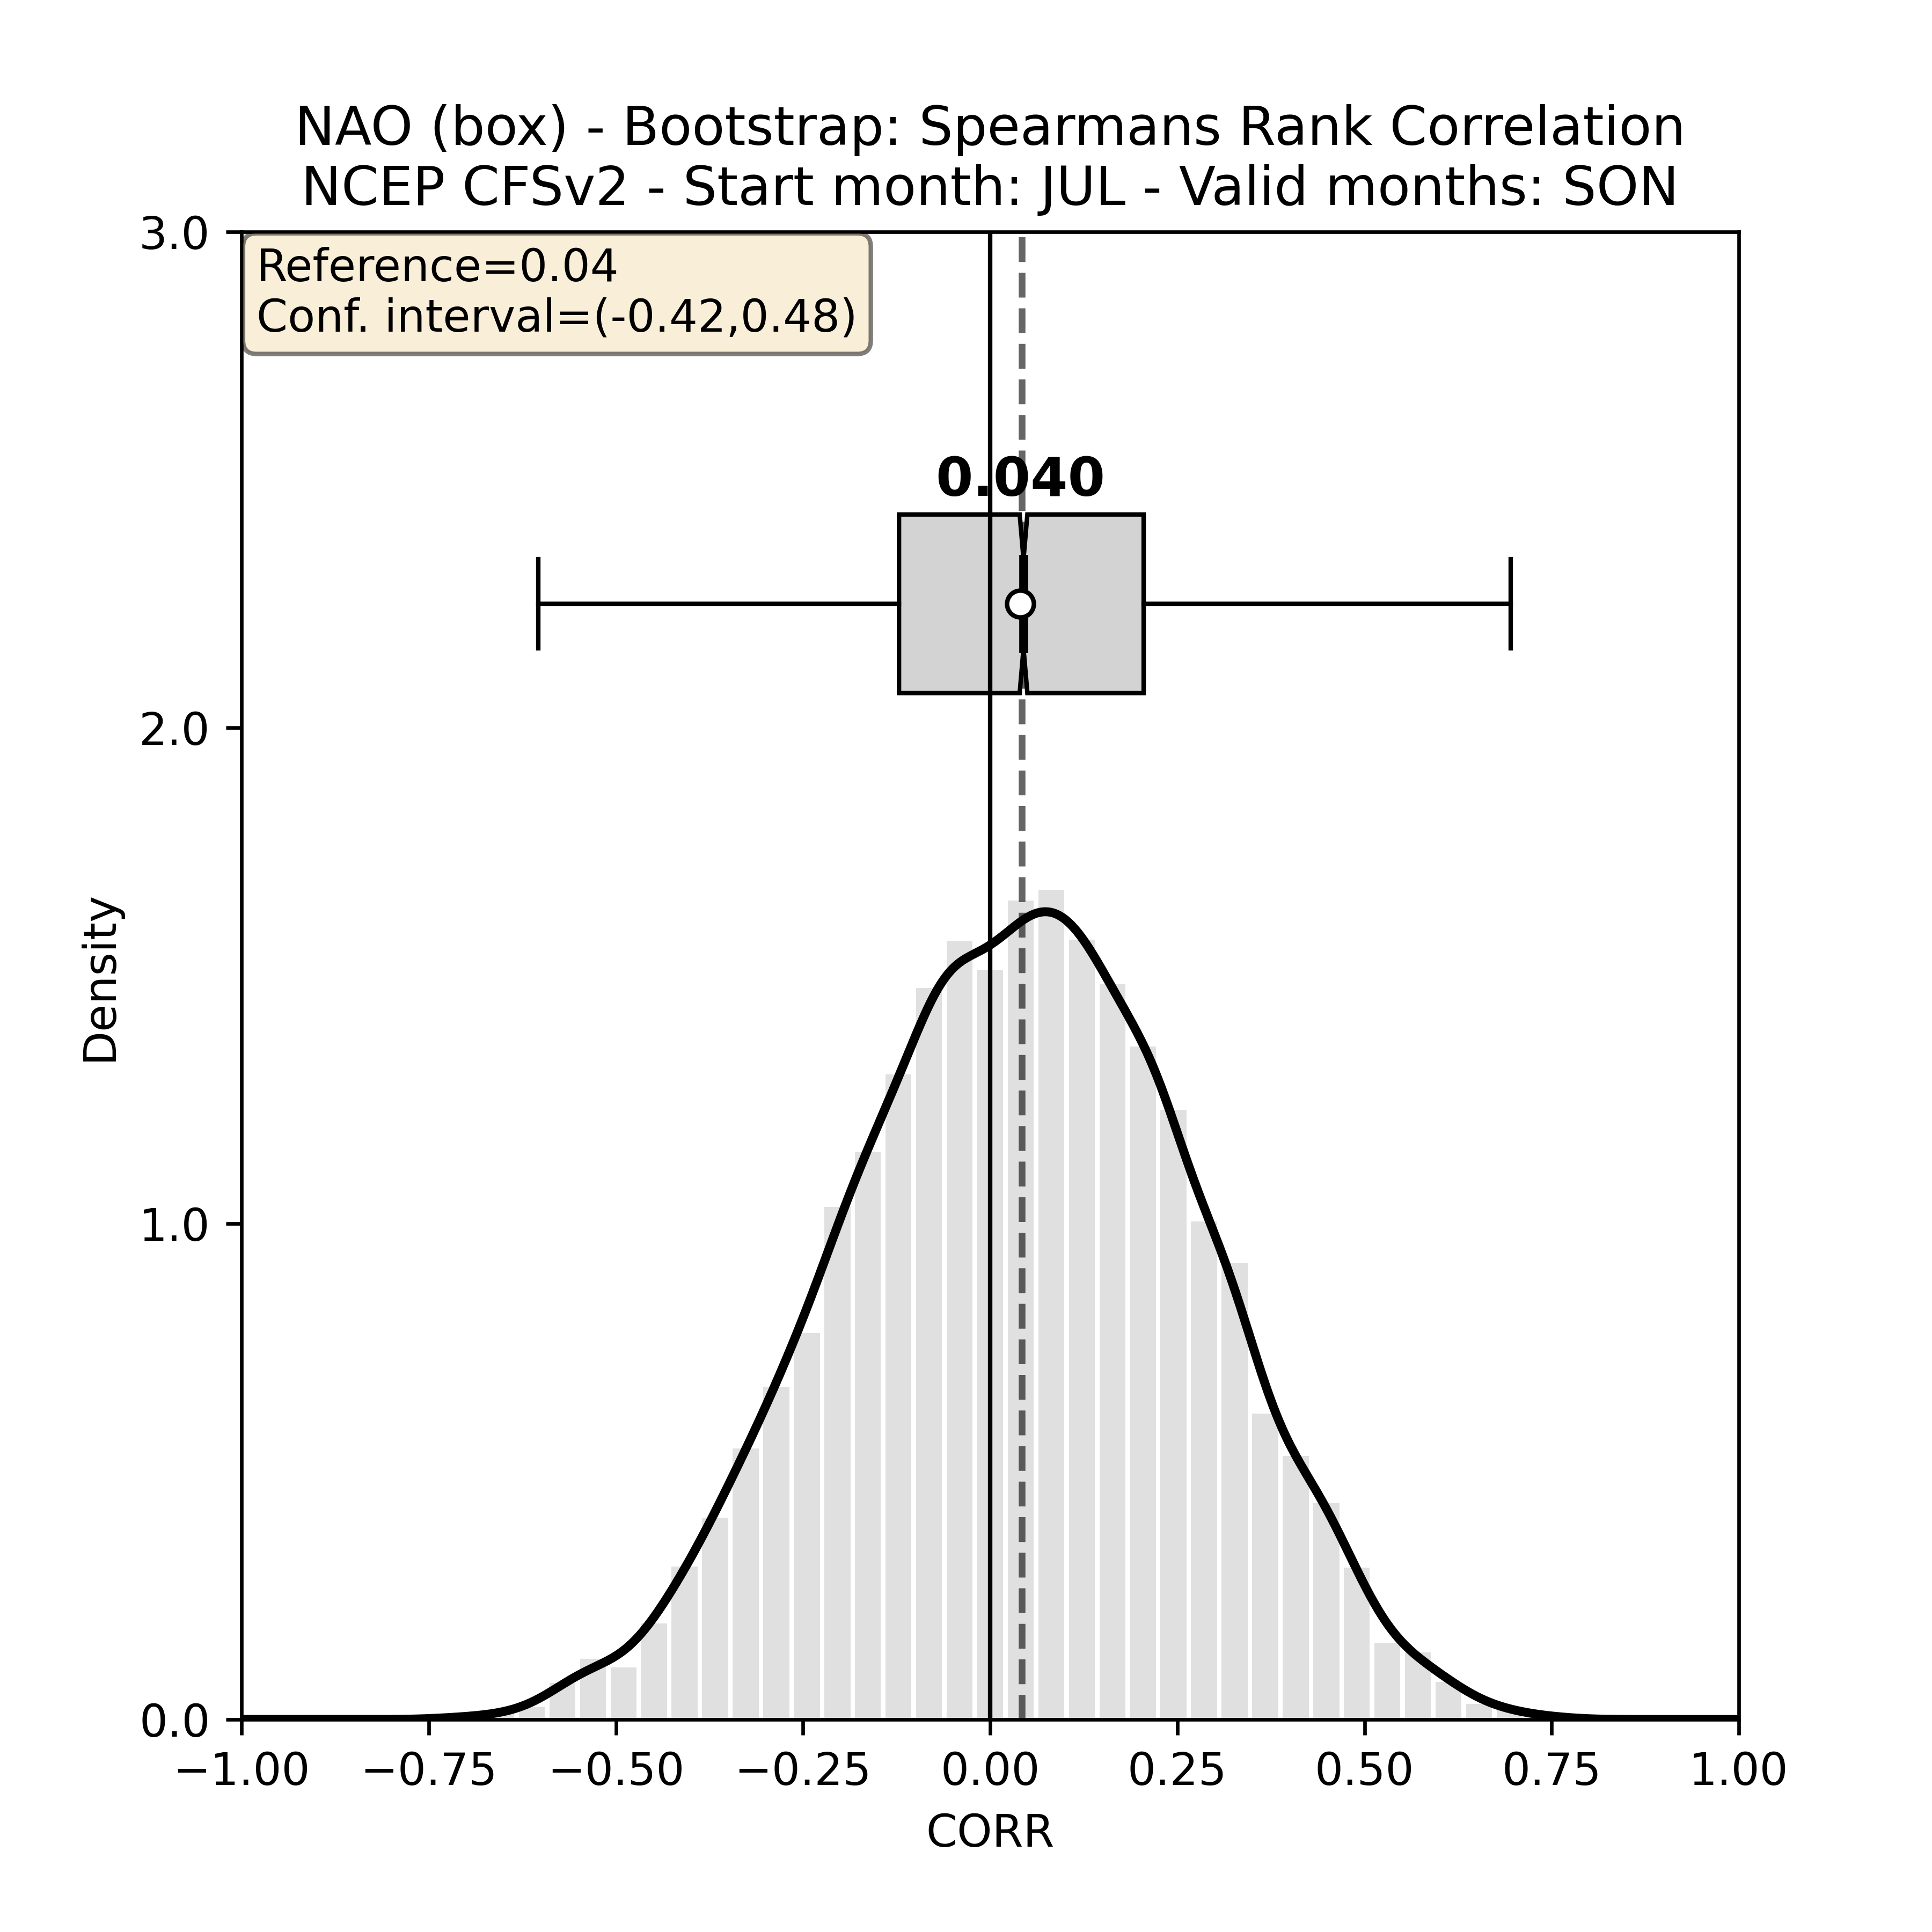 NAO (box) - Bootstrap: Spearmans Rank Correlation
NCEP CFSv2 - Start month: JUL - Valid months: SON
Reference=0.04
Conf. interval=(-0.42,0.48)
0.040
3.0
2.0
1.0
0.0
Density
−1.00 −0.75 −0.50 −0.25 0.00 0.25 0.50 0.75 1.00
CORR